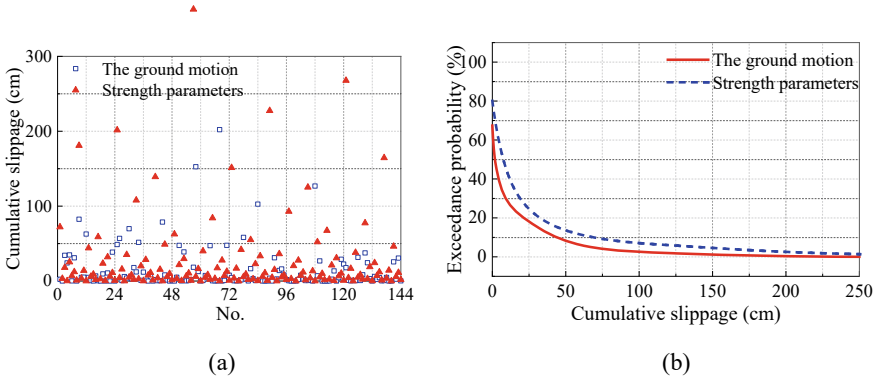 300
200
100
0
Cumulative slippage (cm)
The ground motion
Strength parameters
0 24 48 72 96 120 144
No.
(a)
100
80
60
40
20
0
Exceedance probability (%)
The ground motion
Strength parameters
0 50 100 150 200 250
Cumulative slippage (cm)
(b)